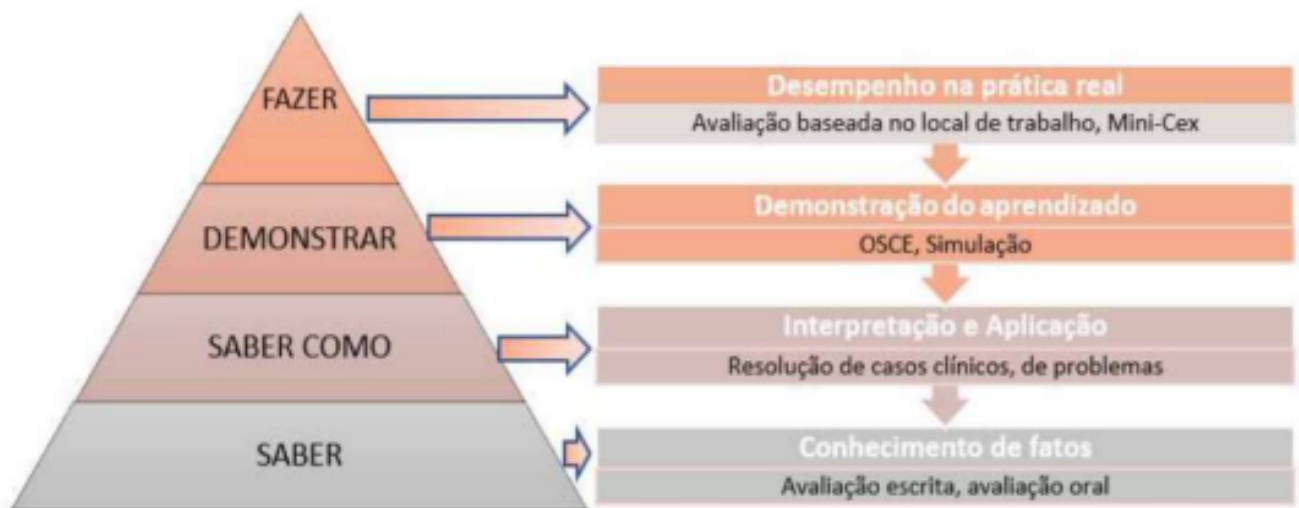 FAZER
Desempenho na prática real
Avaliação baseada no local de trabalho, Mini-Cex
DEMONSTRAR
Demonstração do aprendizado
OSCE, Simulação
SABER COMO
Interpretação e Aplicação
Resolução de casos clínicos, de problemas
SABER
Conhecimento de fatos
Avaliação escrita, avaliação oral